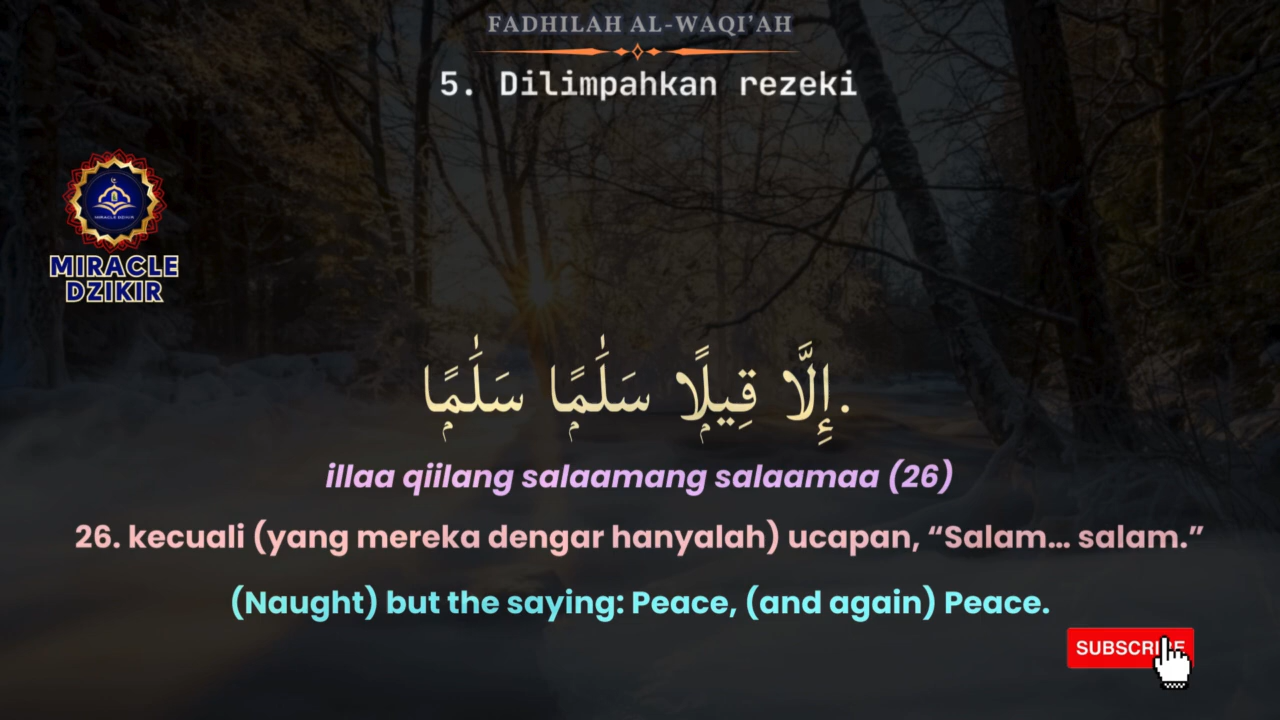 FADHILAH AL-WAQI'AH
5. Dilimpahkan rezeki
MIRACLE
DZIKIR
إِلَّا قِيلًۭا سَلَـٰمًۭا سَلَـٰمًۭا.
illaa qiilang salaamang salaamaa (26)
26. kecuali (yang mereka dengar hanyalah) ucapan, “Salam... salam.”
(Naught) but the saying: Peace, (and again) Peace.
SUBSCRIBE